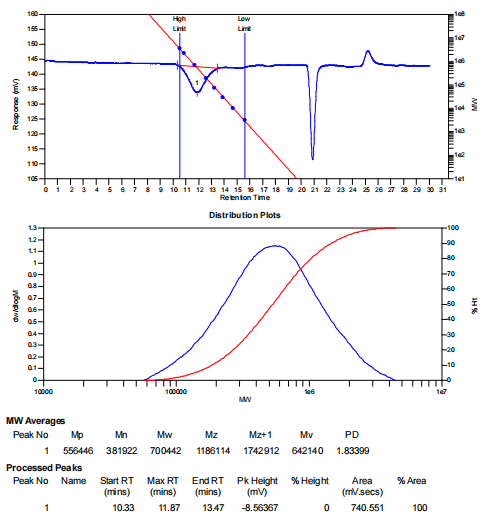 160
155
150
145
140
135
130
125
120
115
110
105
Response (mV)
High
Limit
Low
Limit
1
1e8
1e7
1e6
1e5
1e4
1e3
1e2
1e1
MW
0 1 2 3 4 5 6 7 8 9 10 11 12 13 14 15 16 17 18 19 20 21 22 23 24 25 26 27 28 29 30 31
Retention Time
Distribution Plots
1.3
1.2
1.1
1
0.9
0.8
0.7
0.6
0.5
0.4
0.3
0.2
0.1
0
dw/dlogM
100
90
80
70
60
50
40
30
20
10
0
% Ht
10000 100000 1e6 1e7
MW
MW Averages
Peak No Mp Mn Mw Mz Mz+1 Mv PD
1 556446 381922 700442 1186114 1742912 642140 1.83399
Processed Peaks
Peak No Name Start RT Max RT End RT Pk Height % Height Area % Area
(mins) (mins) (mins) (mV) (mV.secs)
1 10.33 11.87 13.47 -8.56367 0 740.551 100